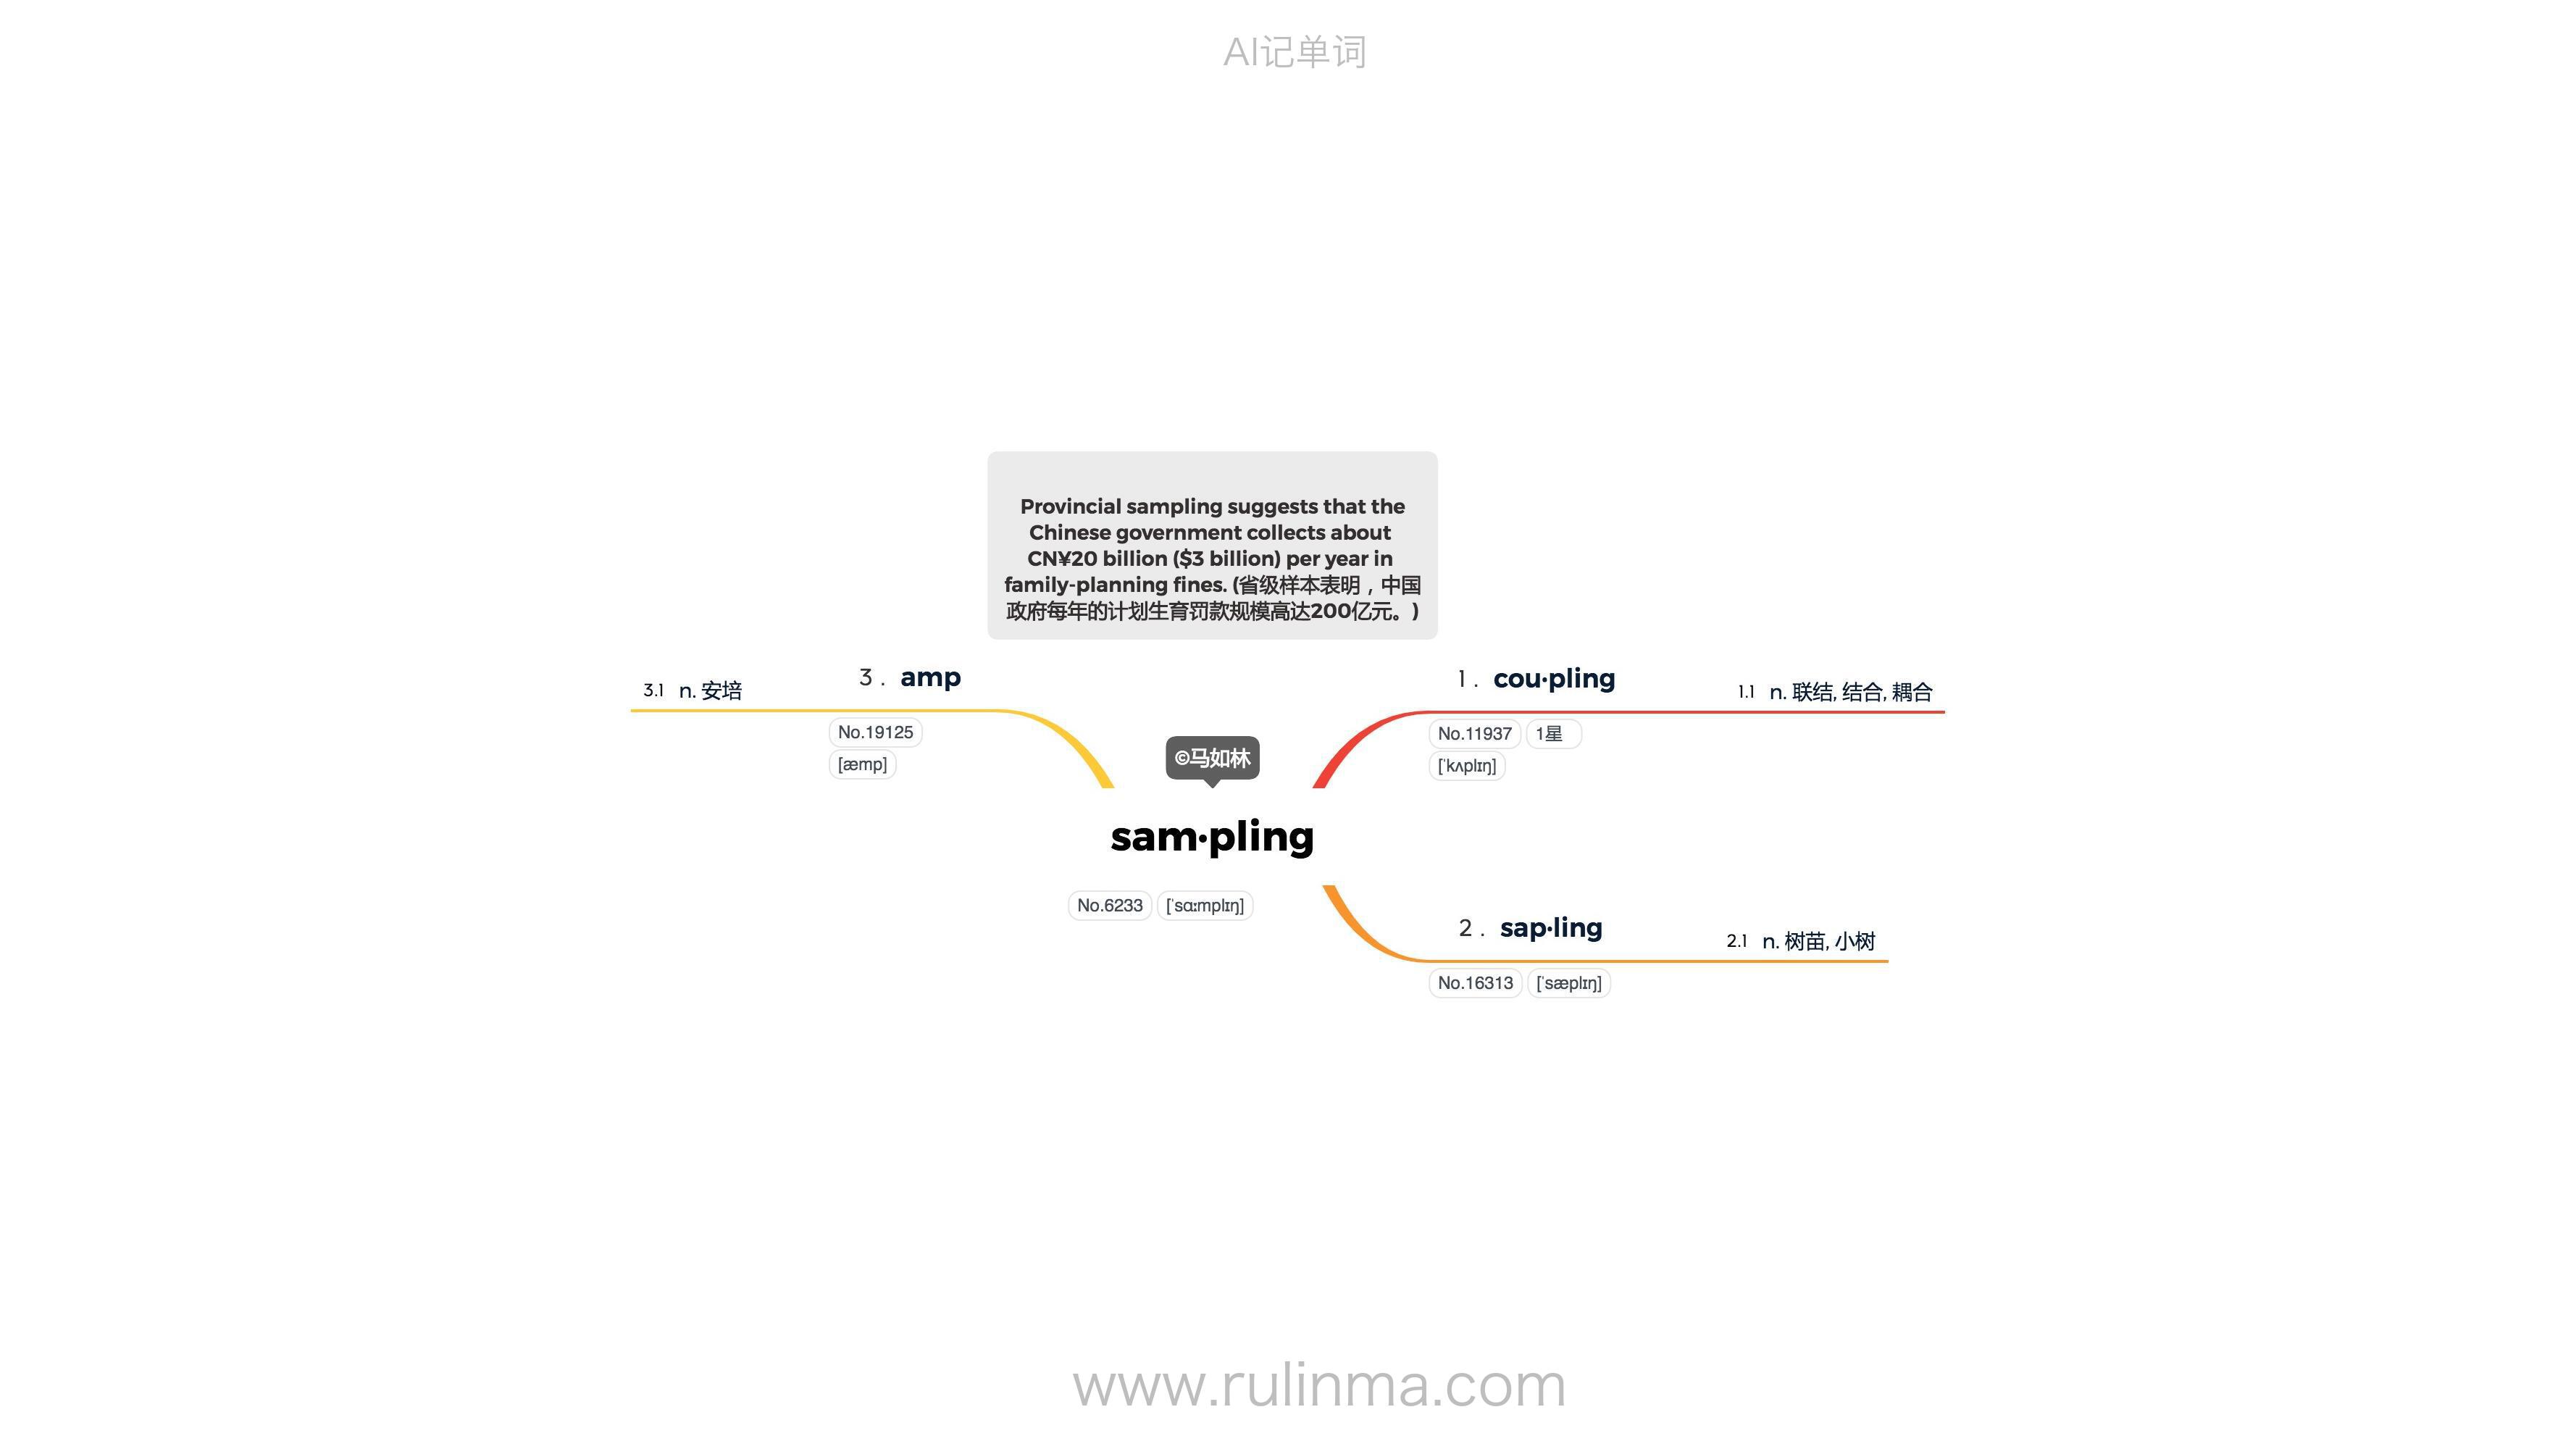 AI记单词
Provincial sampling suggests that the
Chinese government collects about
CN¥20 billion ($3 billion) per year in
family-planning fines. (省级样本表明，中国
政府每年的计划生育罚款规模高达200亿元。)
3.1 n. 安培
3 . amp
No.19125
[æmp]
1 . cou·pling
1.1 n. 联结, 结合, 耦合
No.11937 1星
[ˈkʌplɪŋ]
©马如林
sam·pling
No.6233 [ˈsɑːmplɪŋ]
2 . sap·ling
2.1 n. 树苗, 小树
No.16313 [ˈsæplɪŋ]
www.rulinma.com